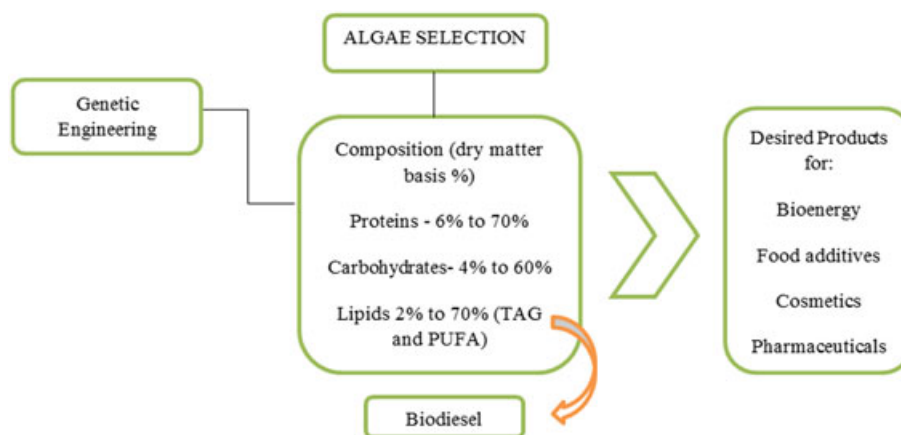 ALGAE SELECTION
Genetic
Engineering
Composition (dry matter
basis %)
Proteins - 6% to 70%
Carbohydrates- 4% to 60%
Lipids 2% to 70% (TAG
and PUFA)
Biodiesel
Desired Products
for:
Bioenergy
Food additives
Cosmetics
Pharmaceuticals